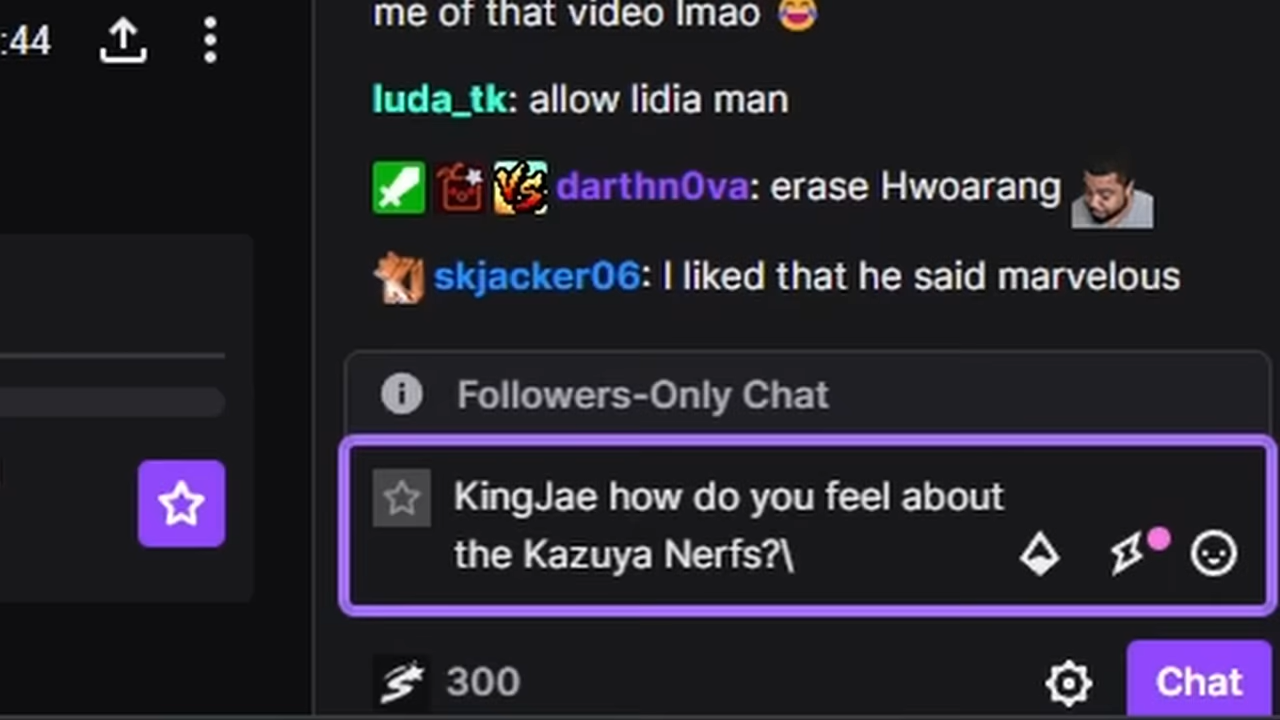 me of that video lmao 😂
:44
luda_tk: allow lidia man
VS darthn0va: erase Hwoarang
skjacker06: I liked that he said marvelous
Followers-Only Chat
KingJae how do you feel about
the Kazuya Nerfs?\
300
Chat